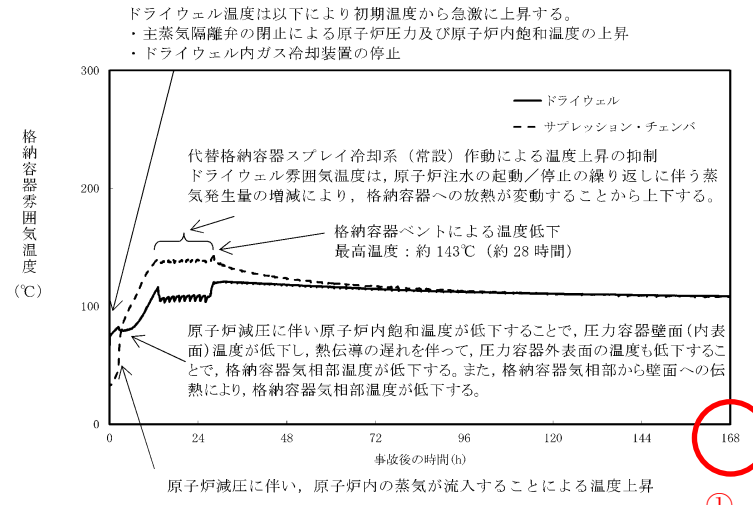 ドライウェル温度は以下により初期温度から急激に上昇する。
・主蒸気隔離弁の閉止による原子炉圧力及び原子炉内飽和温度の上昇
・ドライウェル内ガス冷却装置の停止
300
ドライウェル
サプレッション・チェンバ
格納容器雰囲気温度
(℃)
代替格納容器スプレイ冷却系（常設）作動による温度上昇の抑制
ドライウェル雰囲気温度は，原子炉注水の起動／停止の繰り返しに伴う蒸
気発生量の増減により，格納容器への放熱が変動することから上下する。
200
格納容器ベントによる温度低下
最高温度：約 143℃（約 28 時間）
100
原子炉減圧に伴い原子炉内飽和温度が低下することで，圧力容器壁面（内表
面）温度が低下し，熱伝導の遅れを伴って，圧力容器外表面の温度も低下するこ
とで，格納容器気相部温度が低下する。また，格納容器気相部から壁面への伝
熱により，格納容器気相部温度が低下する。
0
0 24 48 72 96 120 144 168
事故後の時間(h)
原子炉減圧に伴い，原子炉内の蒸気が流入することによる温度上昇
①